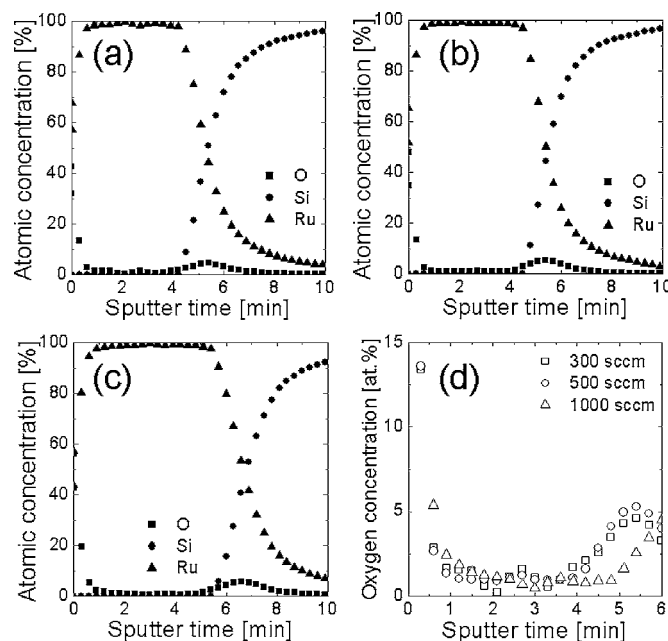 100
80
60
40
20
0
Atomic concentration [%]
(a)
O
Si
Ru
0 2 4 6 8 10
Sputter time [min]
100
80
60
40
20
0
Atomic concentration [%]
(b)
O
Si
Ru
0 2 4 6 8 10
Sputter time [min]
100
80
60
40
20
0
Atomic concentration [%]
(c)
O
Si
Ru
0 2 4 6 8 10
Sputter time [min]
15
10
5
0
Oxygen concentration [at.%]
(d)
300 sccm
500 sccm
1000 sccm
0 1 2 3 4 5 6
Sputter time [min]